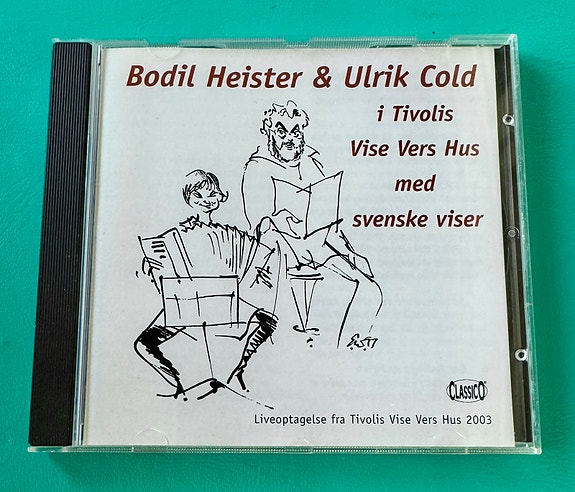 Bodil Heister & Ulrik Cold
i Tivolis
Vise Vers Hus
med
svenske viser
CLASSICO
Liveoptagelse fra Tivolis Vise Vers Hus 2003